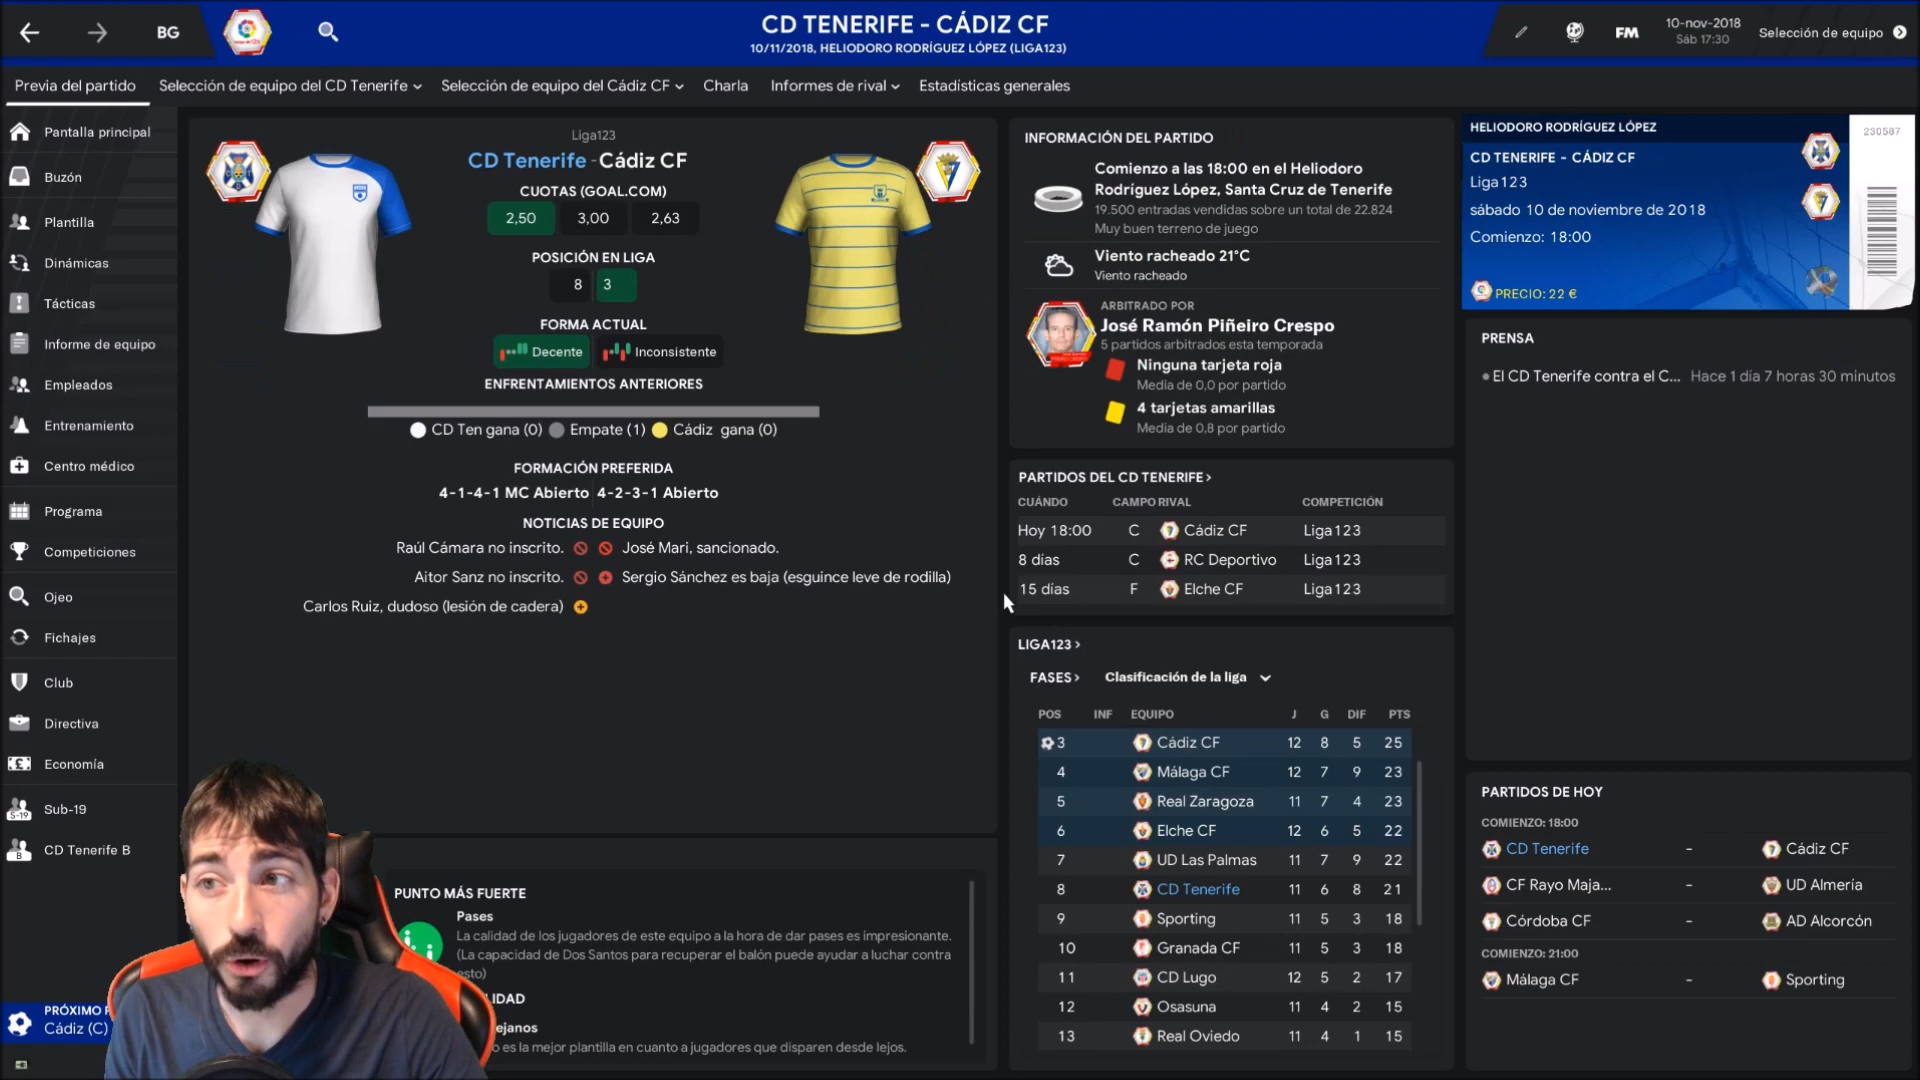 BG
CD TENERIFE - CÁDIZ CF
10/11/2018, HELIODORO RODRÍGUEZ LÓPEZ (LIGA123)
FM
10-nov-2018
Sáb 17:30
Selección de equipo
Previa del partido
Selección de equipo del CD Tenerife
Selección de equipo del Cádiz CF
Charla
Informes de rival
Estadísticas generales
Pantalla principal
Buzón
Plantilla
Dinámicas
Tácticas
Informe de equipo
Empleados
Entrenamiento
Centro médico
Programa
Competiciones
Ojeo
Fichajes
Club
Directiva
Economía
S-19
Sub-19
B
CD Tenerife B
PRÓXIMO
Cádiz (C)
Liga123
CD Tenerife - Cádiz CF
CUOTAS (GOAL.COM)
2,50 3,00 2,63
POSICIÓN EN LIGA
8 3
FORMA ACTUAL
Decente Inconsistente
ENFRENTAMIENTOS ANTERIORES
CD Ten gana (0) Empate (1) Cádiz gana (0)
FORMACIÓN PREFERIDA
4-1-4-1 MC Abierto 4-2-3-1 Abierto
NOTICIAS DE EQUIPO
Raúl Cámara no inscrito. José Mari, sancionado.
Aitor Sanz no inscrito. Sergio Sánchez es baja (esguince leve de rodilla)
Carlos Ruiz, dudoso (lesión de cadera)
PUNTO MÁS FUERTE
Pases
La calidad de los jugadores de este equipo a la hora de dar pases es impresionante.
(La capacidad de Dos Santos para recuperar el balón puede ayudar a luchar contra
esto)
LIDAD
ejanos
o es la mejor plantilla en cuanto a jugadores que disparen desde lejos.
INFORMACIÓN DEL PARTIDO
Comienzo a las 18:00 en el Heliodoro
Rodríguez López, Santa Cruz de Tenerife
19.500 entradas vendidas sobre un total de 22.824
Muy buen terreno de juego
Viento racheado 21°C
Viento racheado
ARBITRADO POR
José Ramón Piñeiro Crespo
5 partidos arbitrados esta temporada
Ninguna tarjeta roja
Media de 0,0 por partido
4 tarjetas amarillas
Media de 0,8 por partido
PARTIDOS DEL CD TENERIFE>
CUÁNDO CAMPO RIVAL COMPETICIÓN
Hoy 18:00 C Cádiz CF Liga123
8 días C RC Deportivo Liga123
15 días F Elche CF Liga123
LIGA123>
FASES> Clasificación de la liga
POS INF EQUIPO J G DIF PTS
3 Cádiz CF 12 8 5 25
4 Málaga CF 12 7 9 23
5 Real Zaragoza 11 7 4 23
6 Elche CF 12 6 5 22
7 UD Las Palmas 11 7 9 22
8 CD Tenerife 11 6 8 21
9 Sporting 11 5 3 18
10 Granada CF 11 5 3 18
11 CD Lugo 12 5 2 17
12 Osasuna 11 4 2 15
13 Real Oviedo 11 4 1 15
HELIODORO RODRÍGUEZ LÓPEZ
CD TENERIFE - CÁDIZ CF
Liga123
sábado 10 de noviembre de 2018
Comienzo: 18:00
PRECIO: 22 €
230587
PRENSA
El CD Tenerife contra el C... Hace 1 día 7 horas 30 minutos
PARTIDOS DE HOY
COMIENZO: 18:00
CD Tenerife - Cádiz CF
CF Rayo Maja... - UD Almería
Córdoba CF - AD Alcorcón
COMIENZO: 21:00
Málaga CF - Sporting